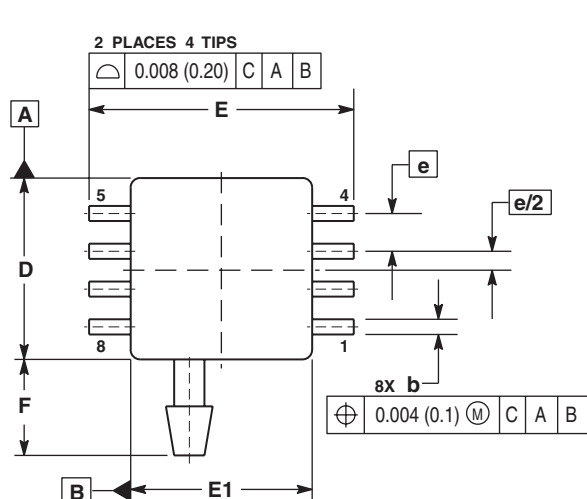 2 PLACES 4 TIPS
⌓ 0.008 (0.20) C A B
E
A
e
5
4
e/2
D
8
1
8X b
F
⌖ 0.004 (0.1) Ⓜ C A B
B
E1